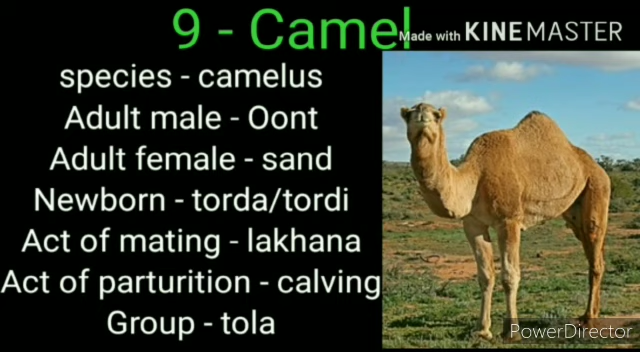 9 - Camel
Made with KINEMASTER
species - camelus
Adult male - Oont
Adult female - sand
Newborn - torda/tordi
Act of mating - lakhana
Act of parturition - calving
Group - tola
PowerDirector